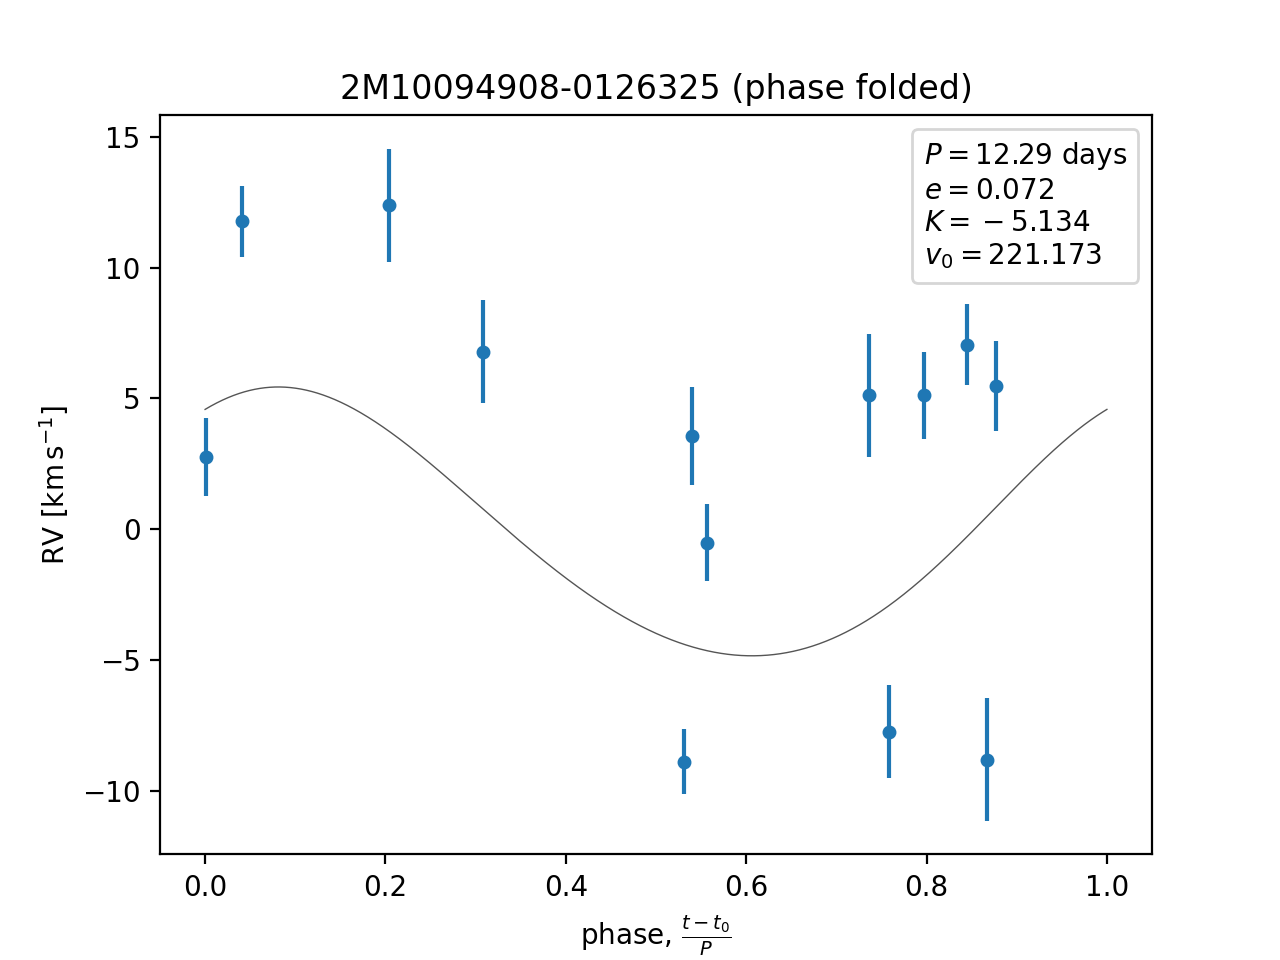 2M10094908-0126325 (phase folded)
P = 12.29 days
e = 0.072
K = −5.134
v₀ = 221.173
15
10
5
0
−5
−10
RV [km s⁻¹]
0.0 0.2 0.4 0.6 0.8 1.0
phase, (t − t₀)/P